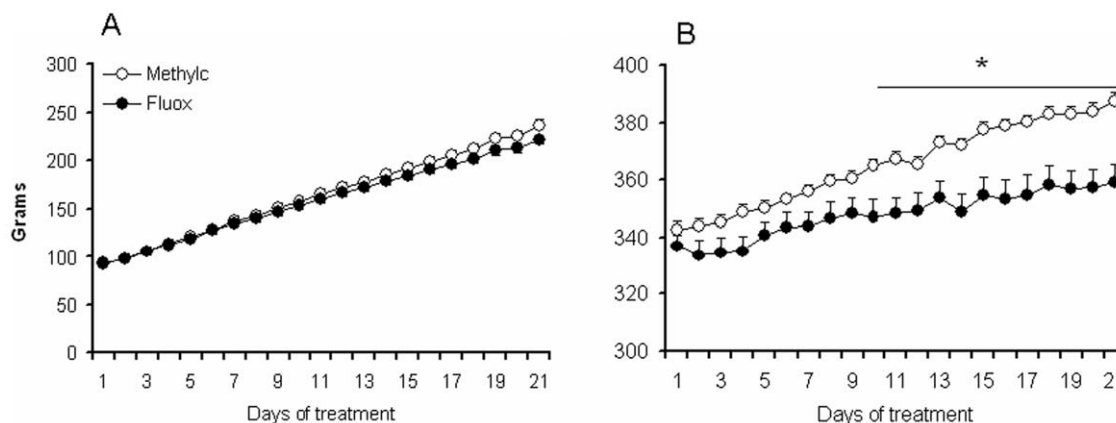 A
B
300
250
200
150
100
50
0
Grams
Methylc
Fluox
1 3 5 7 9 11 13 15 17 19 21
Days of treatment
400
380
360
340
320
300
*
1 3 5 7 9 11 13 15 17 19 2
Days of treatment